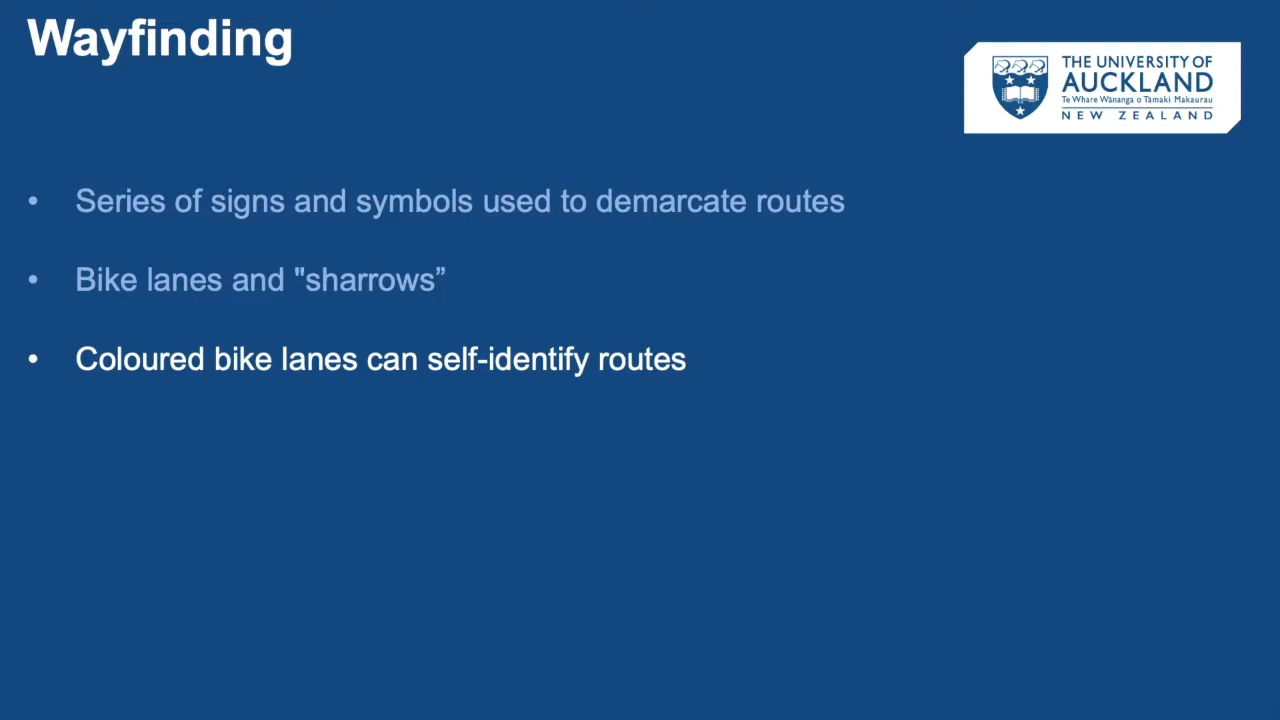 Wayfinding
THE UNIVERSITY OF
AUCKLAND
Te Whare Wānanga o Tāmaki Makaurau
NEW ZEALAND
• Series of signs and symbols used to demarcate routes
• Bike lanes and "sharrows”
• Coloured bike lanes can self-identify routes